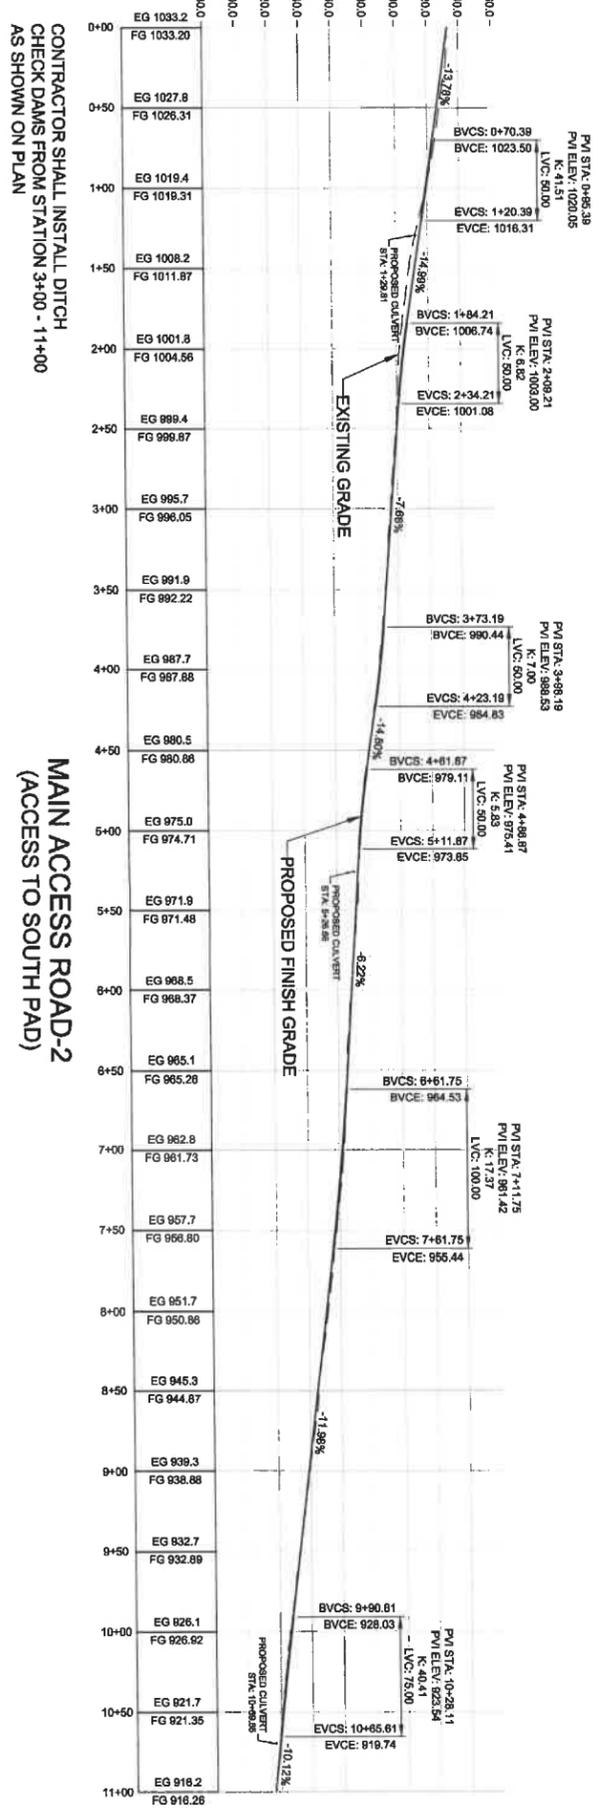 PVI STA: 0+95.39
PVI ELEV: 1020.05
K: 41.51
LVC: 50.00
BVCS: 0+70.39
BVCE: 1023.50
EVCS: 1+20.39
EVCE: 1016.31
PVI STA: 2+09.21
PVI ELEV: 1003.00
K: 6.82
LVC: 50.00
BVCS: 1+84.21
BVCE: 1006.74
EVCS: 2+34.21
EVCE: 1001.08
PVI STA: 3+98.19
PVI ELEV: 988.53
K: 7.00
LVC: 50.00
BVCS: 3+73.19
BVCE: 990.44
EVCS: 4+23.19
EVCE: 984.83
PVI STA: 4+86.87
PVI ELEV: 975.41
K: 5.83
LVC: 50.00
BVCS: 4+61.87
BVCE: 979.11
EVCS: 5+11.87
EVCE: 973.85
PVI STA: 7+11.75
PVI ELEV: 961.42
K: 17.37
LVC: 100.00
BVCS: 6+61.75
BVCE: 964.53
EVCS: 7+61.75
EVCE: 955.44
PVI STA: 10+28.11
PVI ELEV: 923.54
K: 40.41
LVC: 75.00
BVCS: 9+90.61
BVCE: 928.03
EVCS: 10+65.61
EVCE: 919.74
-13.78%
-14.99%
-7.66%
-14.80%
-6.22%
-11.98%
-10.12%
PROPOSED CULVERT
STA: 1+29.81
EXISTING GRADE
PROPOSED CULVERT
PROPOSED FINISH GRADE
PROPOSED CULVERT
EG 1033.2
FG 1033.20
0+00
EG 1027.8
FG 1026.31
0+50
EG 1019.4
FG 1019.31
1+00
EG 1008.2
FG 1011.87
1+50
EG 1001.8
FG 1004.56
2+00
EG 999.4
FG 999.87
2+50
EG 995.7
FG 996.05
3+00
EG 991.9
FG 992.22
3+50
EG 987.7
FG 987.88
4+00
EG 980.5
FG 980.86
4+50
EG 975.0
FG 974.71
5+00
EG 971.9
FG 971.48
5+50
EG 968.5
FG 968.37
6+00
EG 965.1
FG 965.26
6+50
EG 962.8
FG 961.73
7+00
EG 957.7
FG 956.80
7+50
EG 951.7
FG 950.86
8+00
EG 945.3
FG 944.87
8+50
EG 939.3
FG 938.88
9+00
EG 932.7
FG 932.89
9+50
EG 926.1
FG 926.92
10+00
EG 921.7
FG 921.35
10+50
EG 918.2
FG 916.26
11+00
CONTRACTOR SHALL INSTALL DITCH
CHECK DAMS FROM STATION 3+00 - 11+00
AS SHOWN ON PLAN
MAIN ACCESS ROAD-2
(ACCESS TO SOUTH PAD)